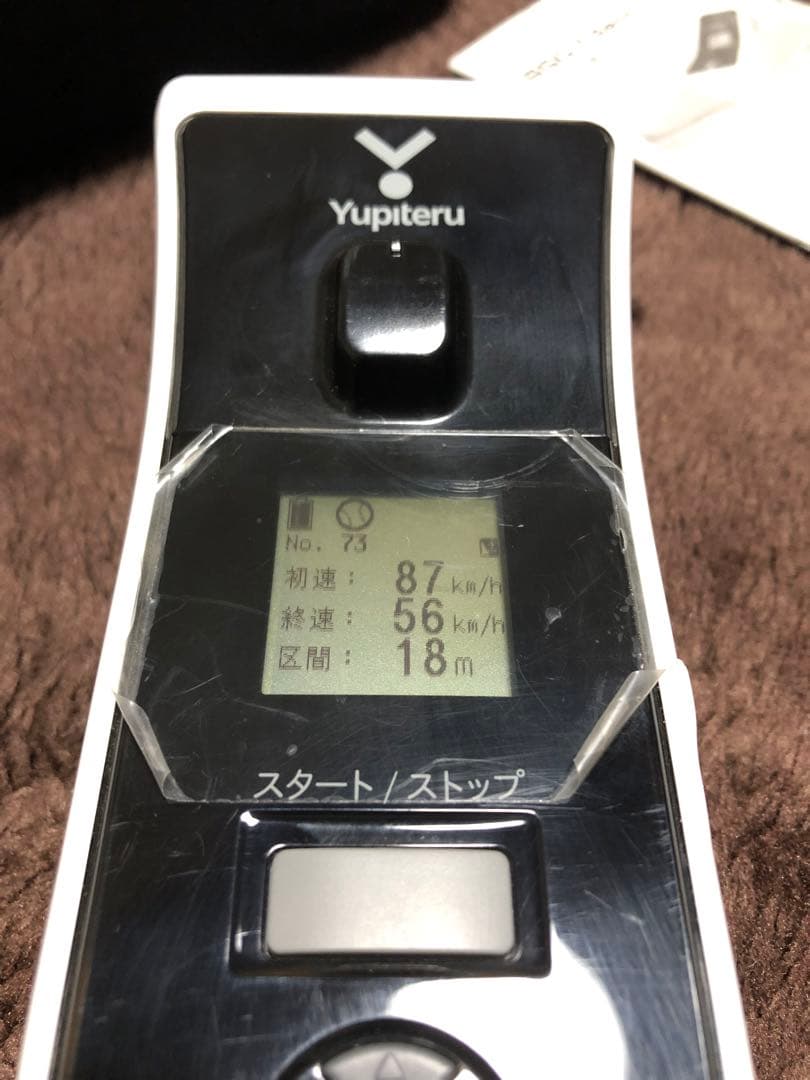 Yupiteru
No. 73
初速： 87 km/h
終速： 56 km/h
区間： 18 m
スタート/ストップ